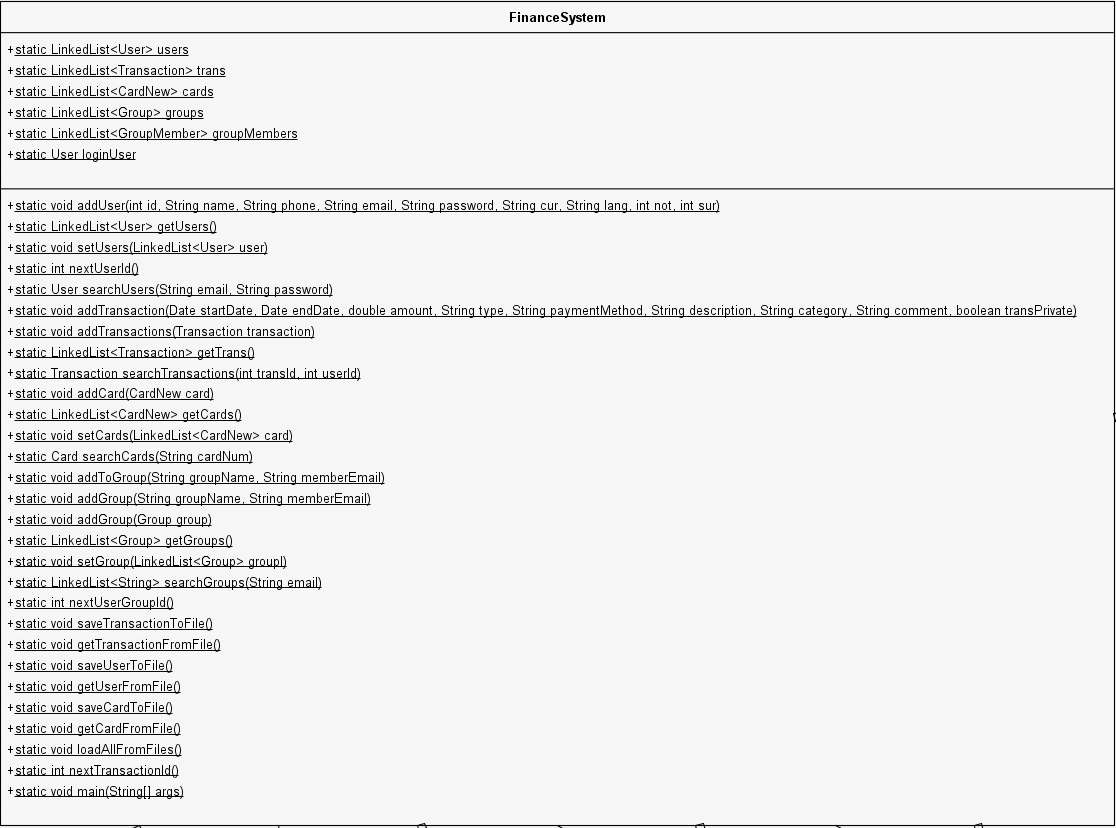 FinanceSystem
+static LinkedList<User> users
+static LinkedList<Transaction> trans
+static LinkedList<CardNew> cards
+static LinkedList<Group> groups
+static LinkedList<GroupMember> groupMembers
+static User loginUser
+static void addUser(int id, String name, String phone, String email, String password, String cur, String lang, int not, int sur)
+static LinkedList<User> getUsers()
+static void setUsers(LinkedList<User> user)
+static int nextUserId()
+static User searchUsers(String email, String password)
+static void addTransaction(Date startDate, Date endDate, double amount, String type, String paymentMethod, String description, String category, String comment, boolean transPrivate)
+static void addTransactions(Transaction transaction)
+static LinkedList<Transaction> getTrans()
+static Transaction searchTransactions(int transId, int userId)
+static void addCard(CardNew card)
+static LinkedList<CardNew> getCards()
+static void setCards(LinkedList<CardNew> card)
+static Card searchCards(String cardNum)
+static void addToGroup(String groupName, String memberEmail)
+static void addGroup(String groupName, String memberEmail)
+static void addGroup(Group group)
+static LinkedList<Group> getGroups()
+static void setGroup(LinkedList<Group> groupl)
+static LinkedList<String> searchGroups(String email)
+static int nextUserGroupId()
+static void saveTransactionToFile()
+static void getTransactionFromFile()
+static void saveUserToFile()
+static void getUserFromFile()
+static void saveCardToFile()
+static void getCardFromFile()
+static void loadAllFromFiles()
+static int nextTransactionId()
+static void main(String[] args)